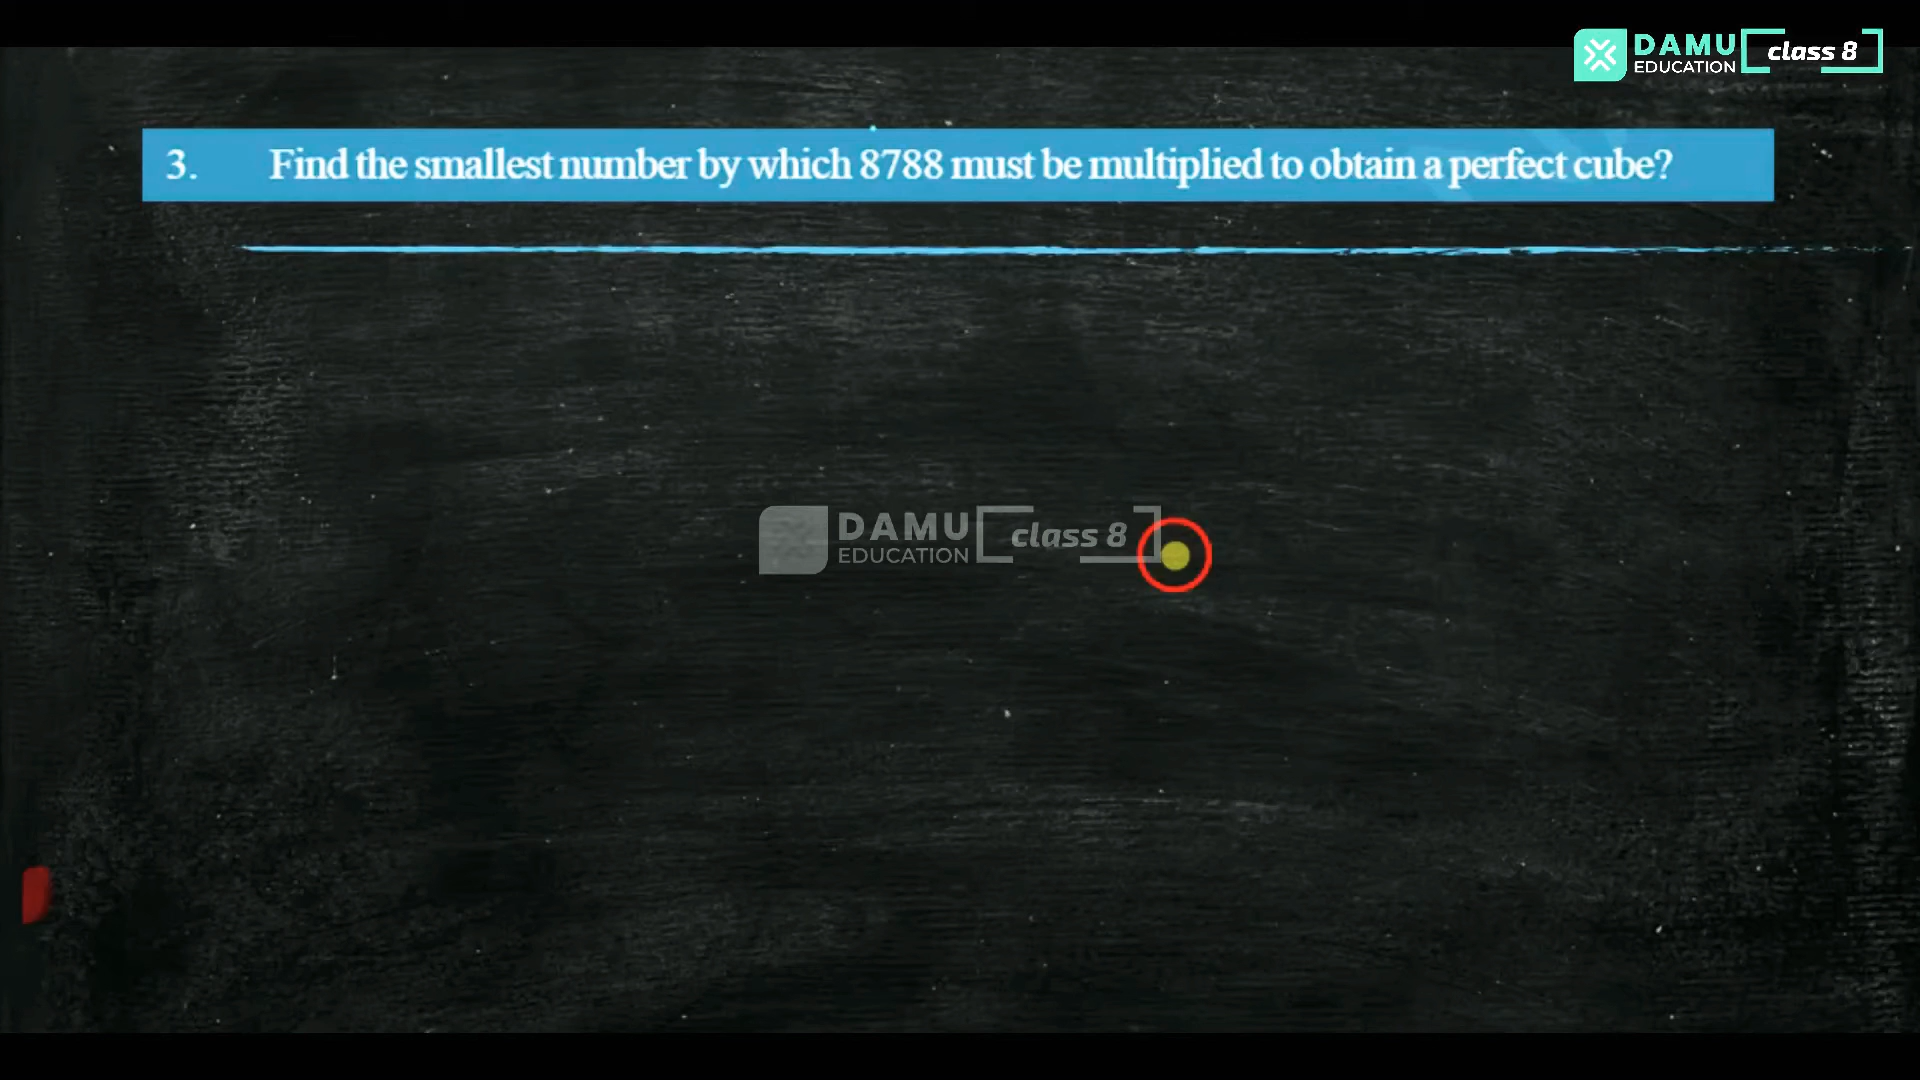 DAMU
EDUCATION
class 8
3. Find the smallest number by which 8788 must be multiplied to obtain a perfect cube?
DAMU
EDUCATION
class 8